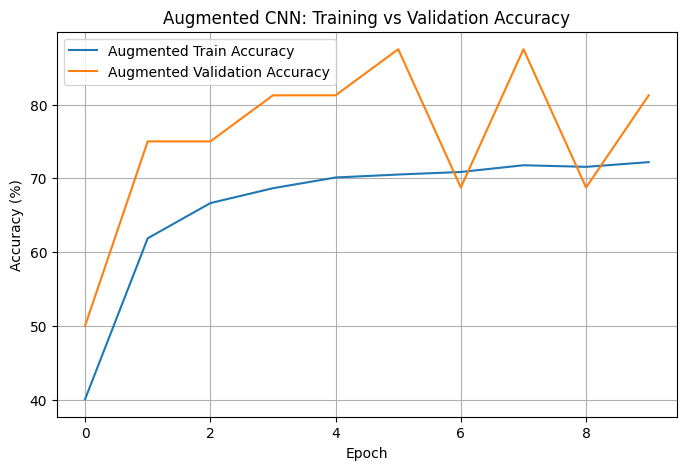 Augmented CNN: Training vs Validation Accuracy
Augmented Train Accuracy
Augmented Validation Accuracy
Accuracy (%)
80
70
60
50
40
0 2 4 6 8
Epoch